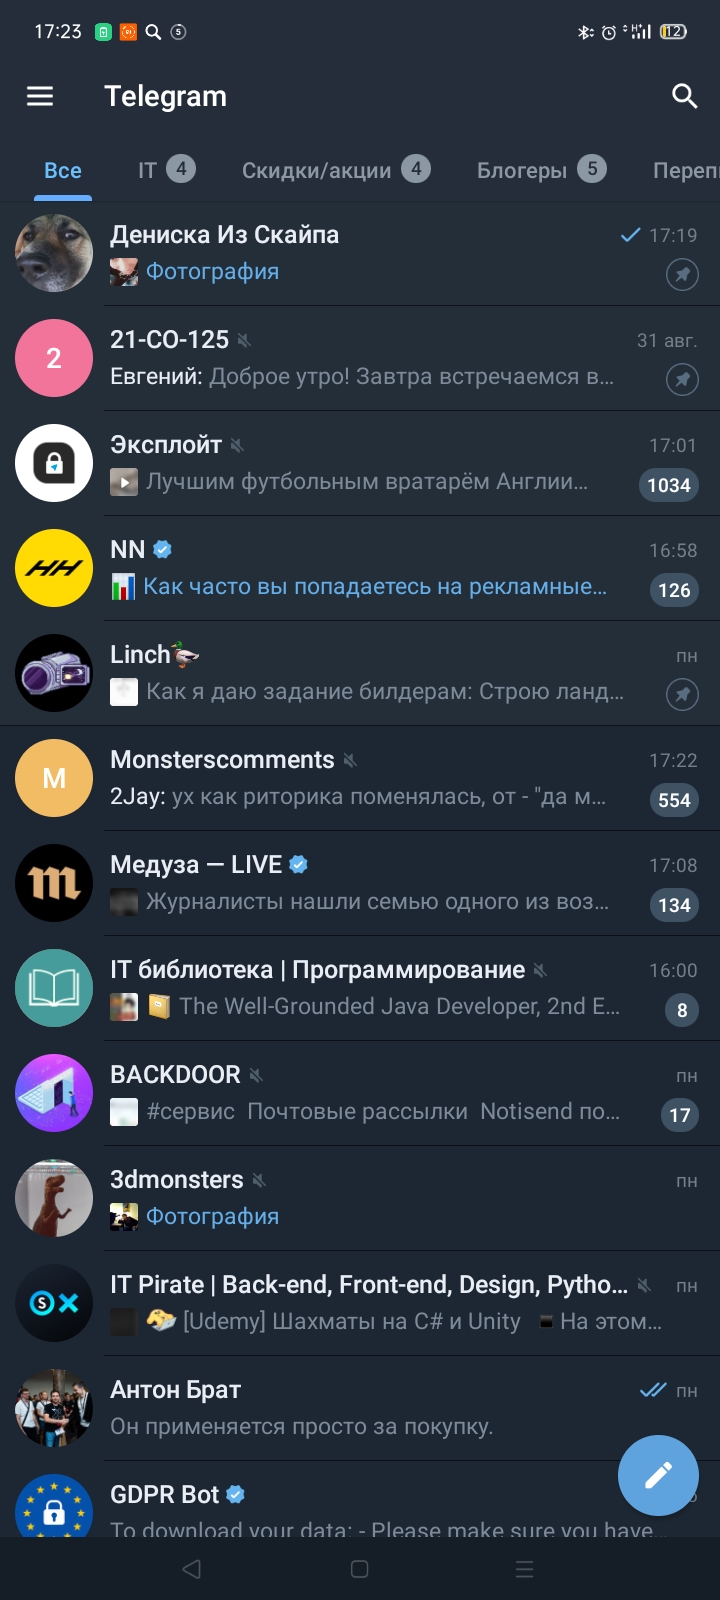 17:23
12
Telegram
Все
IT 4
Скидки/акции 4
Блогеры 5
Дениска Из Скайпа 17:19
Фотография
2
21-СО-125 31 авг.
Евгений: Доброе утро! Завтра встречаемся в...
Эксплойт 17:01
Лучшим футбольным вратарём Англии... 1034
NN 16:58
Как часто вы попадаетесь на рекламные... 126
Linch пн
Как я даю задание билдерам: Строю ланд...
M
Monsterscomments 17:22
2Jay: ух как риторика поменялась, от - "да м... 554
m
Медуза — LIVE 17:08
Журналисты нашли семью одного из воз... 134
IT библиотека | Программирование 16:00
The Well-Grounded Java Developer, 2nd E... 8
BACKDOOR пн
#сервис Почтовые рассылки Notisend по... 17
3dmonsters пн
Фотография
IT Pirate | Back-end, Front-end, Design, Pytho... пн
[Udemy] Шахматы на C# и Unity На этом...
Антон Брат пн
Он применяется просто за покупку.
GDPR Bot
To download your data: - Please make sure you have...